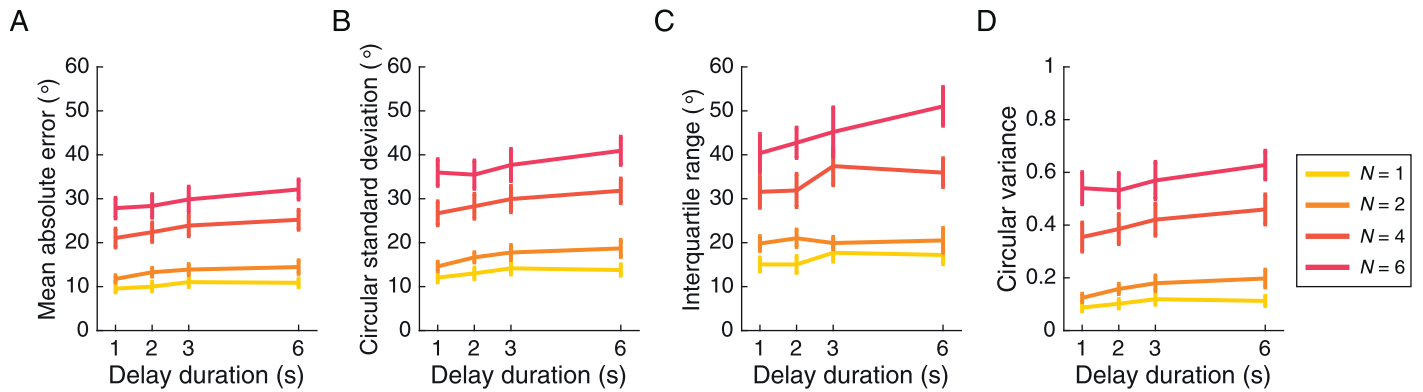 A
Mean absolute error (°)
60
50
40
30
20
10
0
1 2 3 6
Delay duration (s)
B
Circular standard deviation (°)
60
50
40
30
20
10
0
1 2 3 6
Delay duration (s)
C
Interquartile range (°)
60
50
40
30
20
10
0
1 2 3 6
Delay duration (s)
D
Circular variance
1
0.8
0.6
0.4
0.2
0
1 2 3 6
Delay duration (s)
N = 1
N = 2
N = 4
N = 6